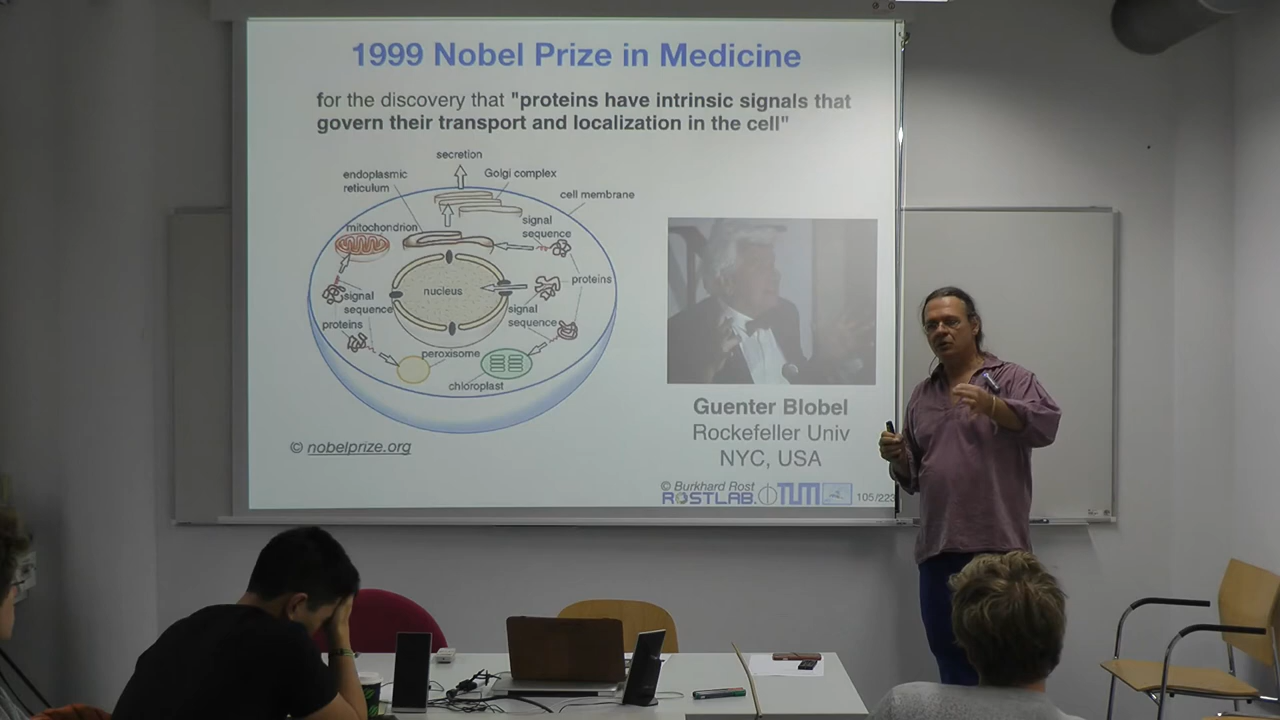 1999 Nobel Prize in Medicine
for the discovery that "proteins have intrinsic signals that
govern their transport and localization in the cell"
secretion
endoplasmic
reticulum
Golgi complex
cell membrane
mitochondrion
signal
sequence
proteins
nucleus
signal
sequence
signal
sequence
proteins
peroxisome
chloroplast
Guenter Blobel
Rockefeller Univ
NYC, USA
© nobelprize.org
© Burkhard Rost
ROSTLAB.
TUM
105/223